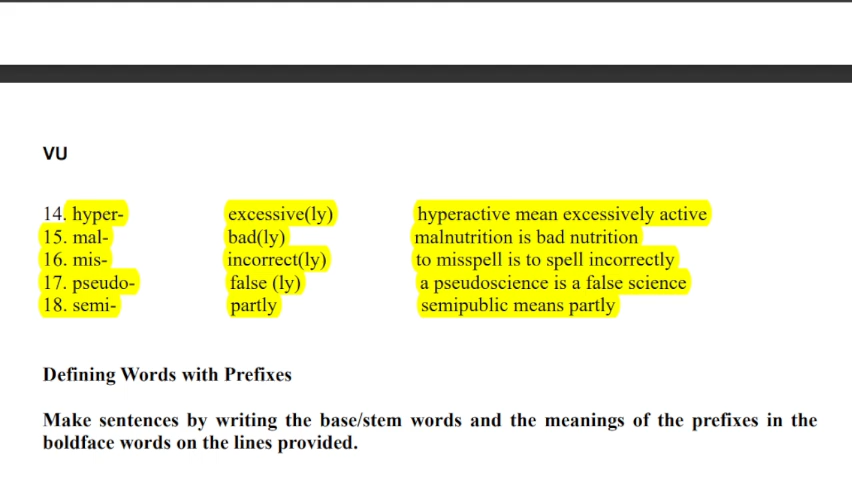 VU
14. hyper- excessive(ly) hyperactive mean excessively active
15. mal- bad(ly) malnutrition is bad nutrition
16. mis- incorrect(ly) to misspell is to spell incorrectly
17. pseudo- false (ly) a pseudoscience is a false science
18. semi- partly semipublic means partly
Defining Words with Prefixes
Make sentences by writing the base/stem words and the meanings of the prefixes in the
boldface words on the lines provided.